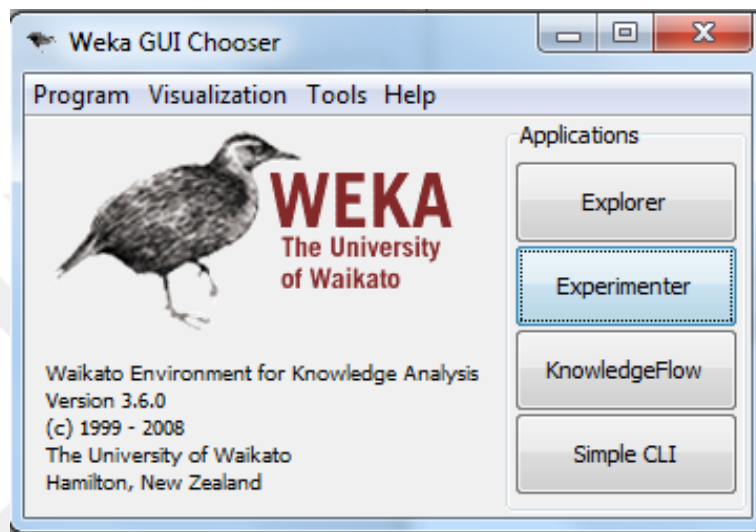 Weka GUI Chooser
Program Visualization Tools Help
WEKA
The University
of Waikato
Waikato Environment for Knowledge Analysis
Version 3.6.0
(c) 1999 - 2008
The University of Waikato
Hamilton, New Zealand
Applications
Explorer
Experimenter
KnowledgeFlow
Simple CLI